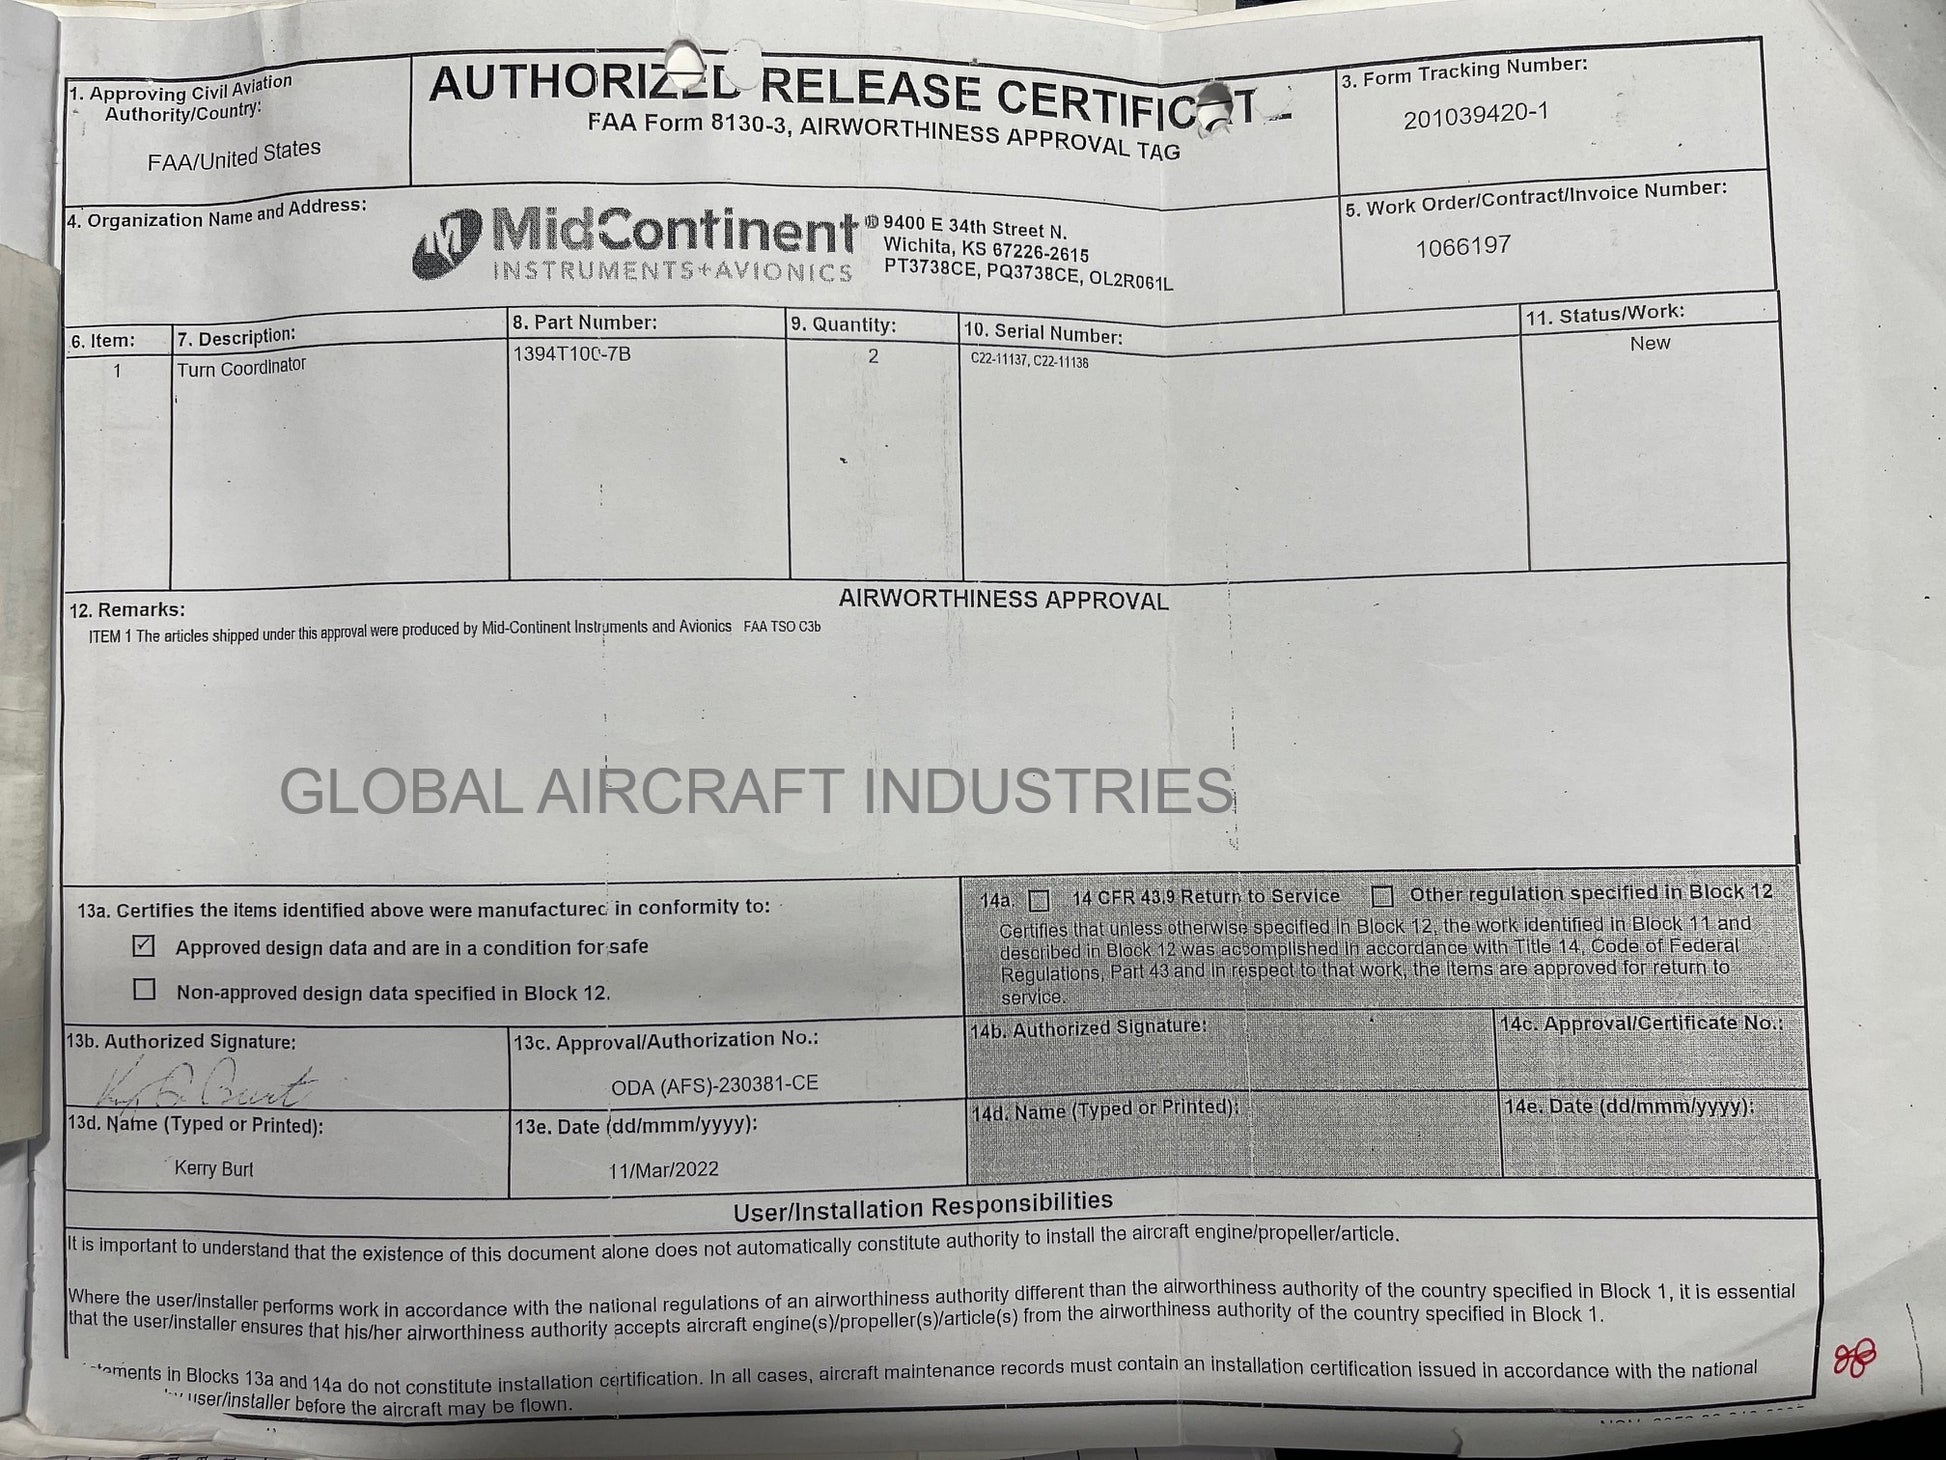 1. Approving Civil Aviation
Authority/Country:
FAA/United States
AUTHORIZED RELEASE CERTIFICATE
FAA Form 8130-3, AIRWORTHINESS APPROVAL TAG
3. Form Tracking Number:
201039420-1
4. Organization Name and Address:
MidContinent®
INSTRUMENTS+AVIONICS
9400 E 34th Street N.
Wichita, KS 67226-2615
PT3738CE, PQ3738CE, OL2R061L
5. Work Order/Contract/Invoice Number:
1066197
6. Item:
7. Description:
8. Part Number:
9. Quantity:
10. Serial Number:
11. Status/Work:
1
Turn Coordinator
1394T100-7B
2
C22-11137, C22-11138
New
AIRWORTHINESS APPROVAL
12. Remarks:
ITEM 1 The articles shipped under this approval were produced by Mid-Continent Instruments and Avionics FAA TSO C3b
GLOBAL AIRCRAFT INDUSTRIES
13a. Certifies the items identified above were manufactured in conformity to:
Approved design data and are in a condition for safe
Non-approved design data specified in Block 12.
14a. 14 CFR 43.9 Return to Service Other regulation specified in Block 12
Certifies that unless otherwise specified in Block 12, the work identified in Block 11 and
described in Block 12 was accomplished in accordance with Title 14, Code of Federal
Regulations, Part 43 and in respect to that work, the items are approved for return to
service.
13b. Authorized Signature:
13c. Approval/Authorization No.:
ODA (AFS)-230381-CE
14b. Authorized Signature:
14c. Approval/Certificate No.:
13d. Name (Typed or Printed):
Kerry Burt
13e. Date (dd/mmm/yyyy):
11/Mar/2022
14d. Name (Typed or Printed):
14e. Date (dd/mmm/yyyy):
User/Installation Responsibilities
It is important to understand that the existence of this document alone does not automatically constitute authority to install the aircraft engine/propeller/article.
Where the user/installer performs work in accordance with the national regulations of an airworthiness authority different than the airworthiness authority of the country specified in Block 1, it is essential
that the user/installer ensures that his/her airworthiness authority accepts aircraft engine(s)/propeller(s)/article(s) from the airworthiness authority of the country specified in Block 1.
in Blocks 13a and 14a do not constitute installation certification. In all cases, aircraft maintenance records must contain an installation certification issued in accordance with the national
user/installer before the aircraft may be flown.